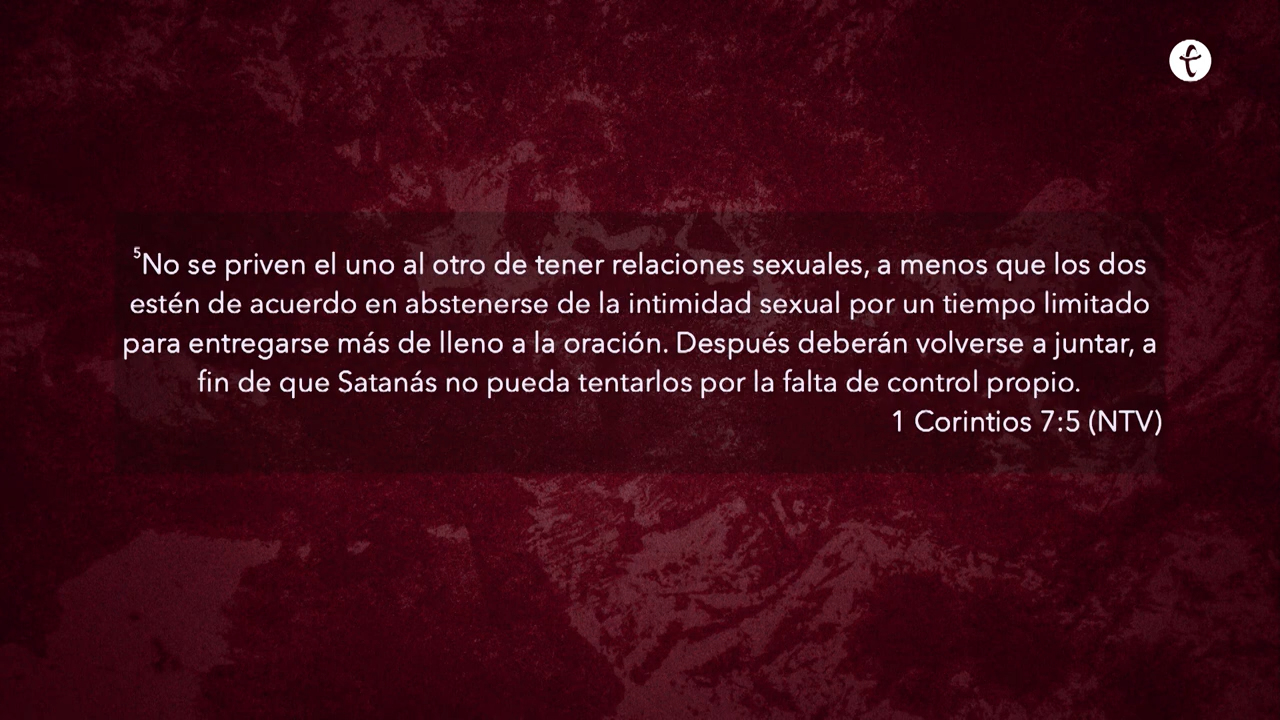 ⁵No se priven el uno al otro de tener relaciones sexuales, a menos que los dos
estén de acuerdo en abstenerse de la intimidad sexual por un tiempo limitado
para entregarse más de lleno a la oración. Después deberán volverse a juntar, a
fin de que Satanás no pueda tentarlos por la falta de control propio.
1 Corintios 7:5 (NTV)